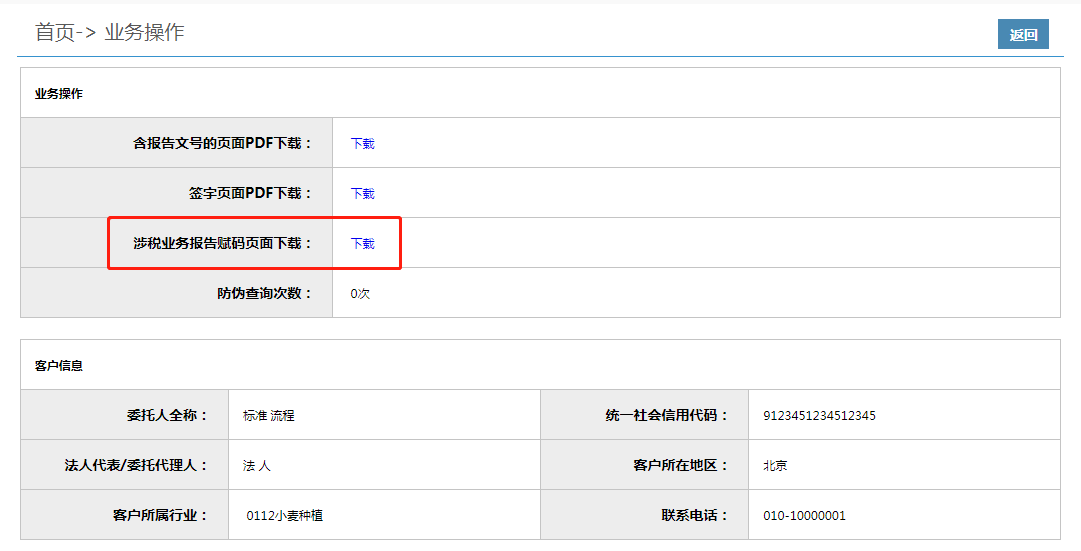 首页-> 业务操作
返回
业务操作
含报告文号的页面PDF下载： 下载
签字页面PDF下载： 下载
涉税业务报告赋码页面下载： 下载
防伪查询次数： 0次
客户信息
委托人全称： 标准 流程 统一社会信用代码： 9123451234512345
法人代表/委托代理人： 法 人 客户所在地区： 北京
客户所属行业： 0112小麦种植 联系电话： 010-10000001